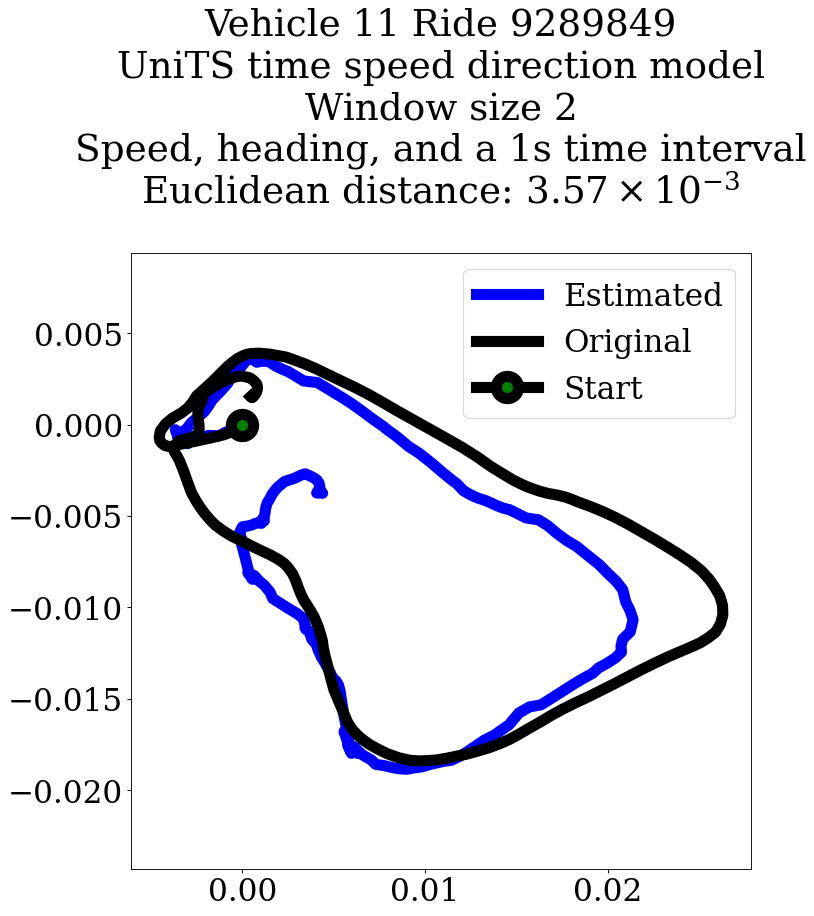 Vehicle 11 Ride 9289849
UniTS time speed direction model
Window size 2
Speed, heading, and a 1s time interval
Euclidean distance: 3.57 × 10⁻³
Estimated
Original
Start
0.005
0.000
−0.005
−0.010
−0.015
−0.020
0.00
0.01
0.02